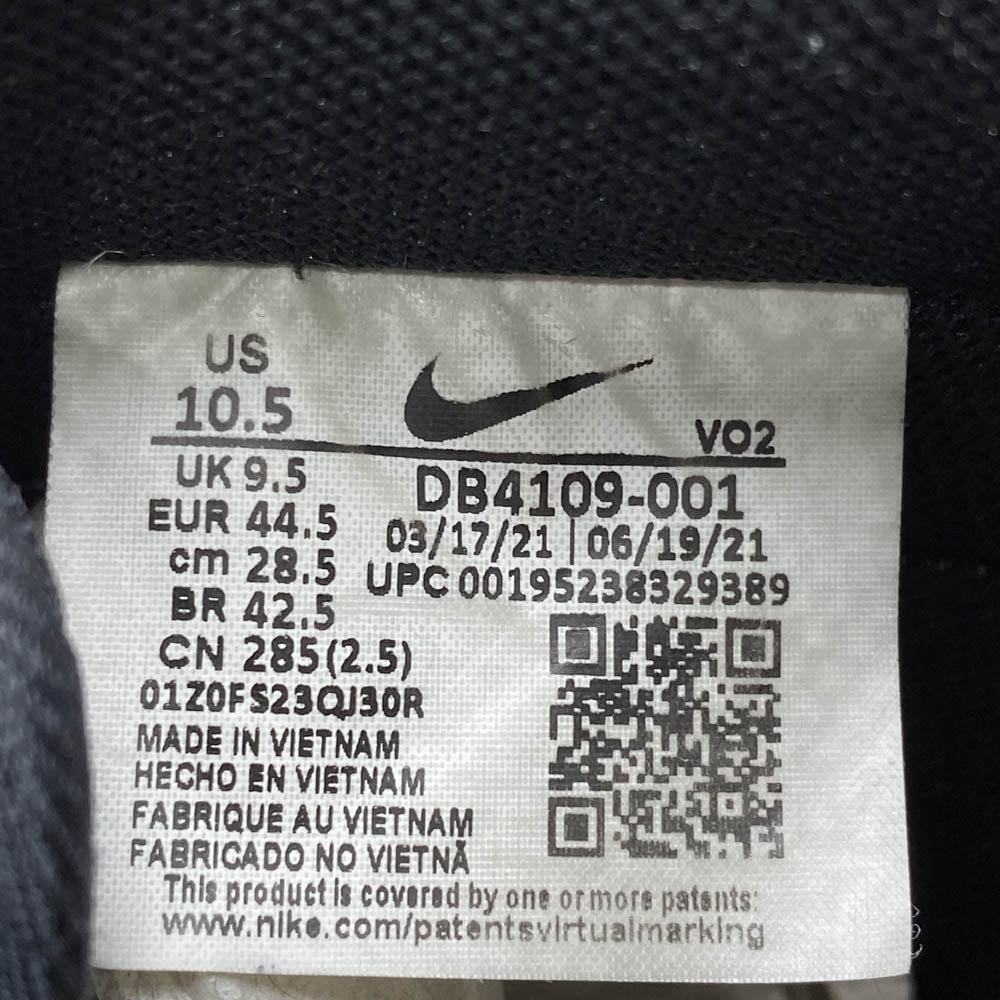 US
10.5
VO2
UK 9.5
EUR 44.5
cm 28.5
BR 42.5
CN 285(2.5)
DB4109-001
03/17/21 | 06/19/21
UPC 00195238329389
01Z0FS23QJ30R
MADE IN VIETNAM
HECHO EN VIETNAM
FABRIQUE AU VIETNAM
FABRICADO NO VIETNÃ
This product is covered by one or more patents:
www.nike.com/patentsvirtualmarking